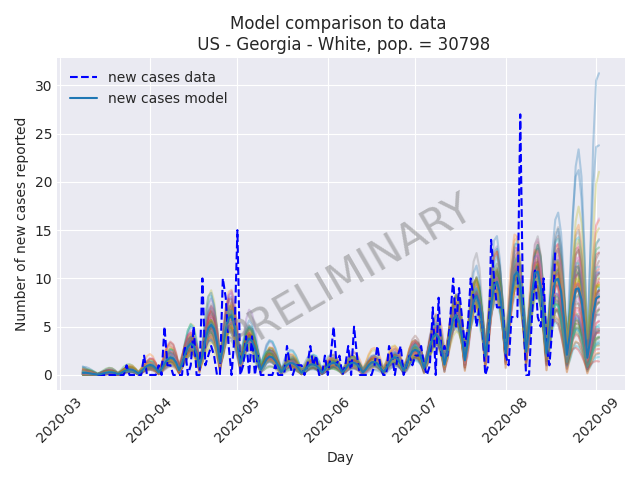 Model comparison to data
US - Georgia - White, pop. = 30798
new cases data
new cases model
PRELIMINARY
Number of new cases reported
30
25
20
15
10
5
0
2020-03
2020-04
2020-05
2020-06
2020-07
2020-08
2020-09
Day